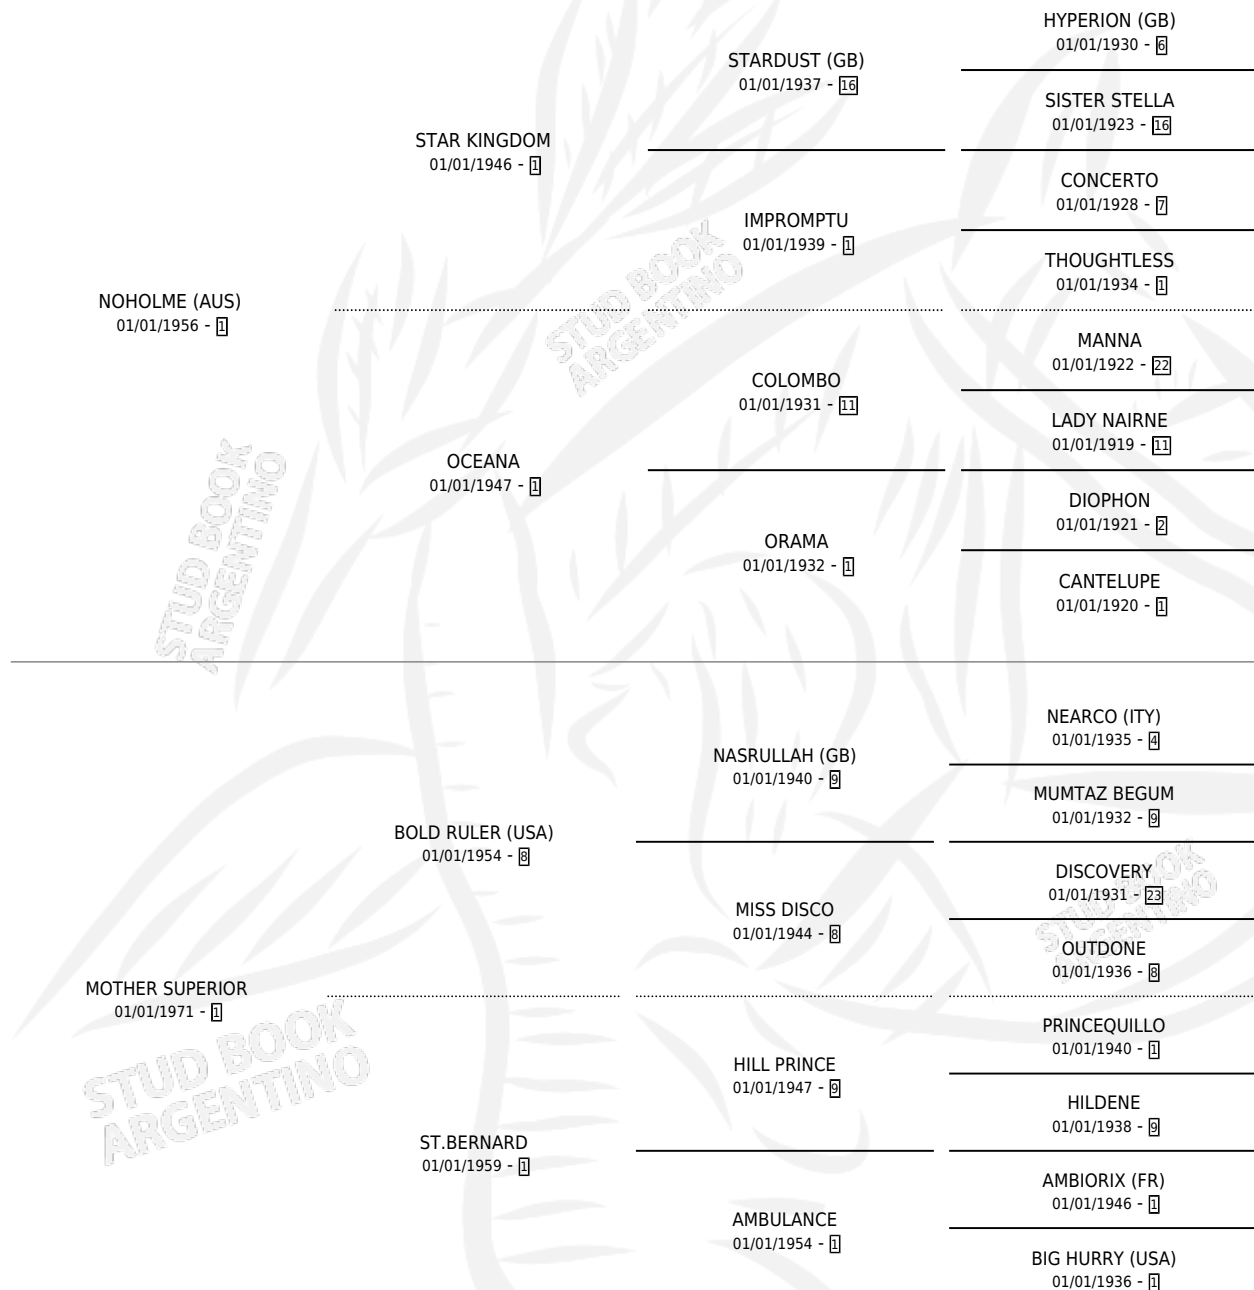 HYPERION (GB)
01/01/1930 - 6
STARDUST (GB)
01/01/1937 - 16
SISTER STELLA
01/01/1923 - 16
STAR KINGDOM
01/01/1946 - 1
CONCERTO
01/01/1928 - 7
IMPROMPTU
01/01/1939 - 1
THOUGHTLESS
01/01/1934 - 1
NOHOLME (AUS)
01/01/1956 - 1
STUD BOOK
ARGENTINO
MANNA
01/01/1922 - 22
COLOMBO
01/01/1931 - 11
LADY NAIRNE
01/01/1919 - 11
OCEANA
01/01/1947 - 1
DIOPHON
01/01/1921 - 2
ORAMA
01/01/1932 - 1
CANTELUPE
01/01/1920 - 1
STUD BOOK
ARGENTINO
NEARCO (ITY)
01/01/1935 - 4
NASRULLAH (GB)
01/01/1940 - 9
MUMTAZ BEGUM
01/01/1932 - 9
BOLD RULER (USA)
01/01/1954 - 8
DISCOVERY
01/01/1931 - 23
MISS DISCO
01/01/1944 - 8
OUTDONE
01/01/1936 - 8
STUD BOOK
ARGENTINO
MOTHER SUPERIOR
01/01/1971 - 1
PRINCEQUILLO
01/01/1940 - 1
HILL PRINCE
01/01/1947 - 9
HILDENE
01/01/1938 - 9
STUD BOOK
ARGENTINO
ST.BERNARD
01/01/1959 - 1
AMBIORIX (FR)
01/01/1946 - 1
AMBULANCE
01/01/1954 - 1
BIG HURRY (USA)
01/01/1936 - 1